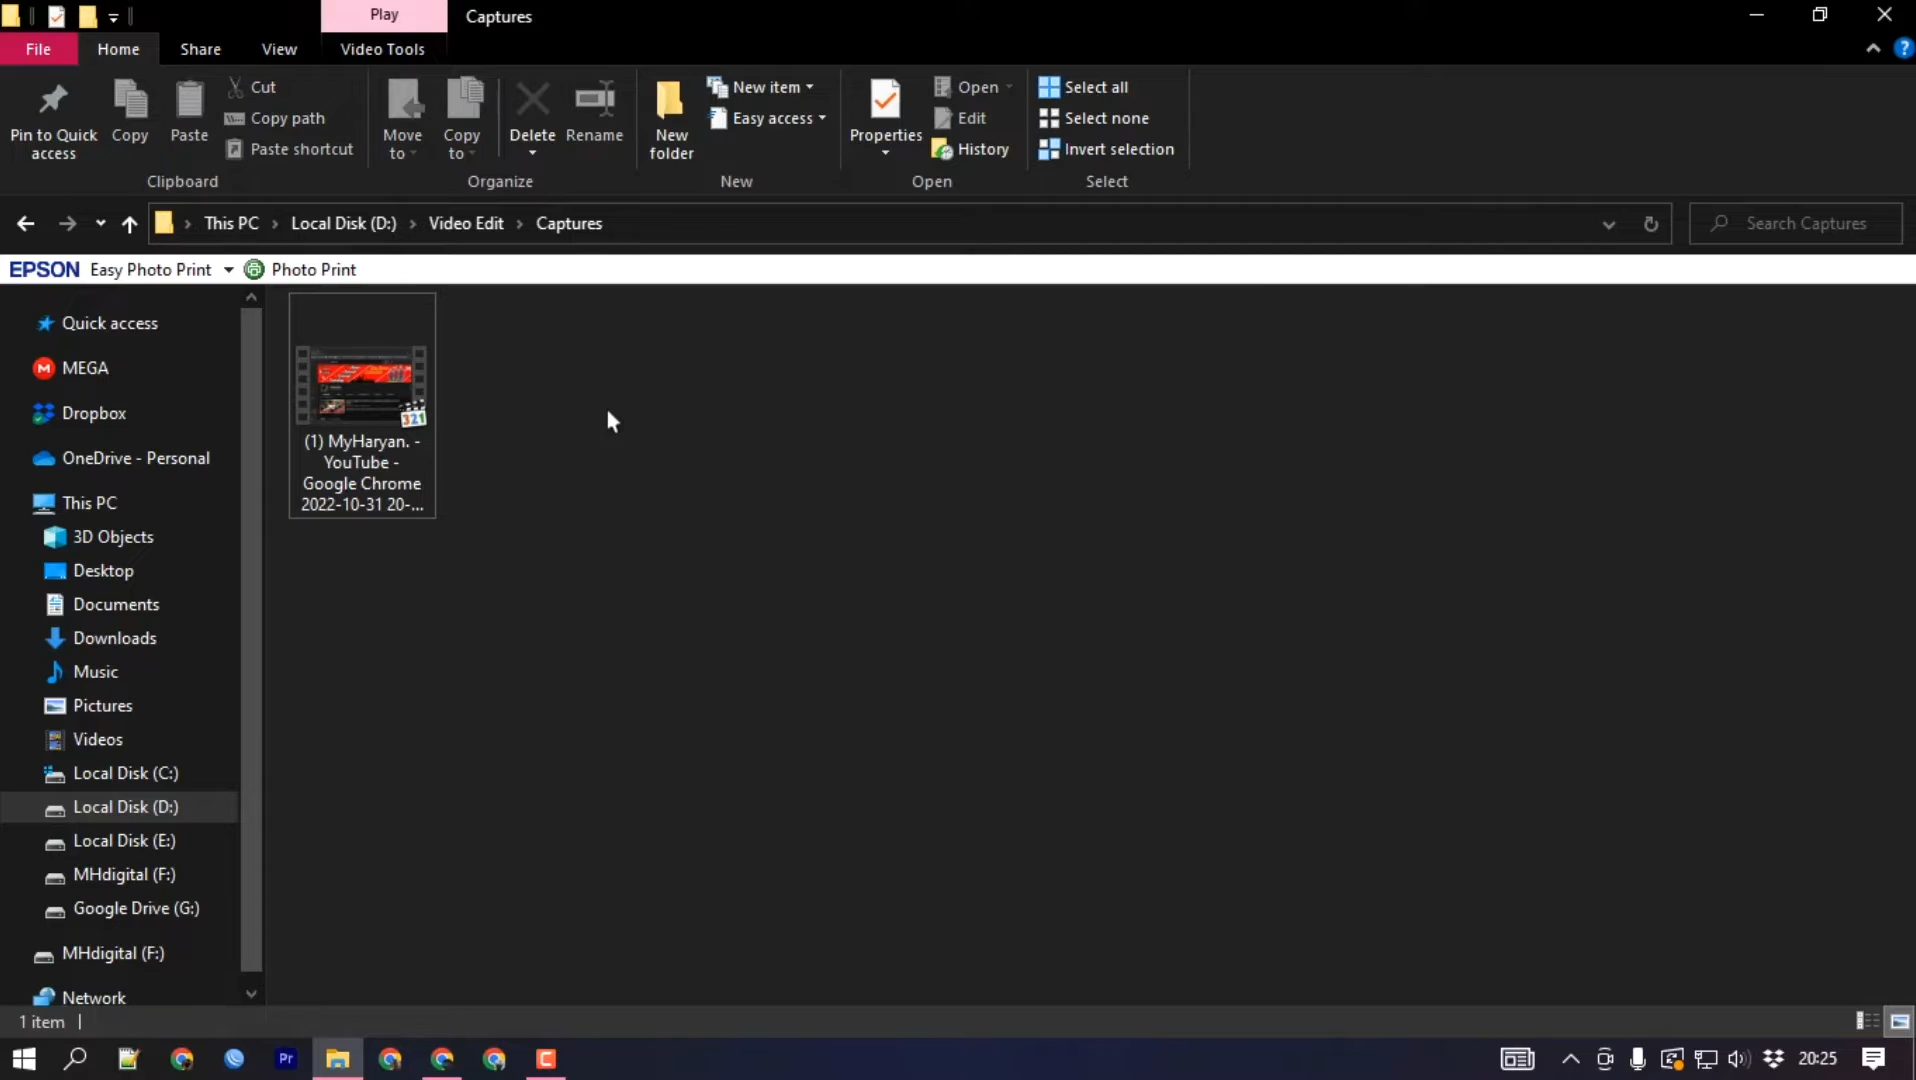 Play
Captures
File
Home
Share
View
Video Tools
Pin to Quick
access
Copy
Paste
Cut
Copy path
Paste shortcut
Clipboard
Move
to
Copy
to
Delete
Rename
Organize
New
folder
New item
Easy access
New
Properties
Open
Edit
History
Open
Select all
Select none
Invert selection
Select
This PC
Local Disk (D:)
Video Edit
Captures
Search Captures
EPSON Easy Photo Print
Photo Print
Quick access
MEGA
Dropbox
OneDrive - Personal
This PC
3D Objects
Desktop
Documents
Downloads
Music
Pictures
Videos
Local Disk (C:)
Local Disk (D:)
Local Disk (E:)
MHdigital (F:)
Google Drive (G:)
MHdigital (F:)
Network
321
(1) MyHaryan. -
YouTube -
Google Chrome
2022-10-31 20-...
1 item
Pr
C
20:25